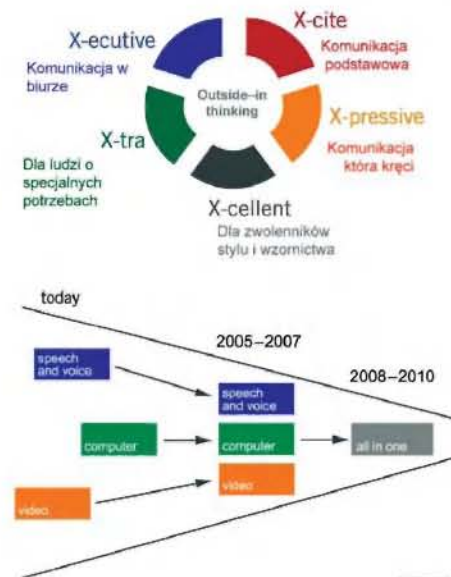 X-ecutive
Komunikacja w
biurze
X-cite
Komunikacja
podstawowa
Outside-in
thinking
X-tra
Dla ludzi o
specjalnych
potrzebach
X-pressive
Komunikacja
która kręci
X-cellent
Dla zwolenników
stylu i wzornictwa
today
2005–2007
2008–2010
speech
and voice
speech
and voice
computer
computer
all in one
video
video